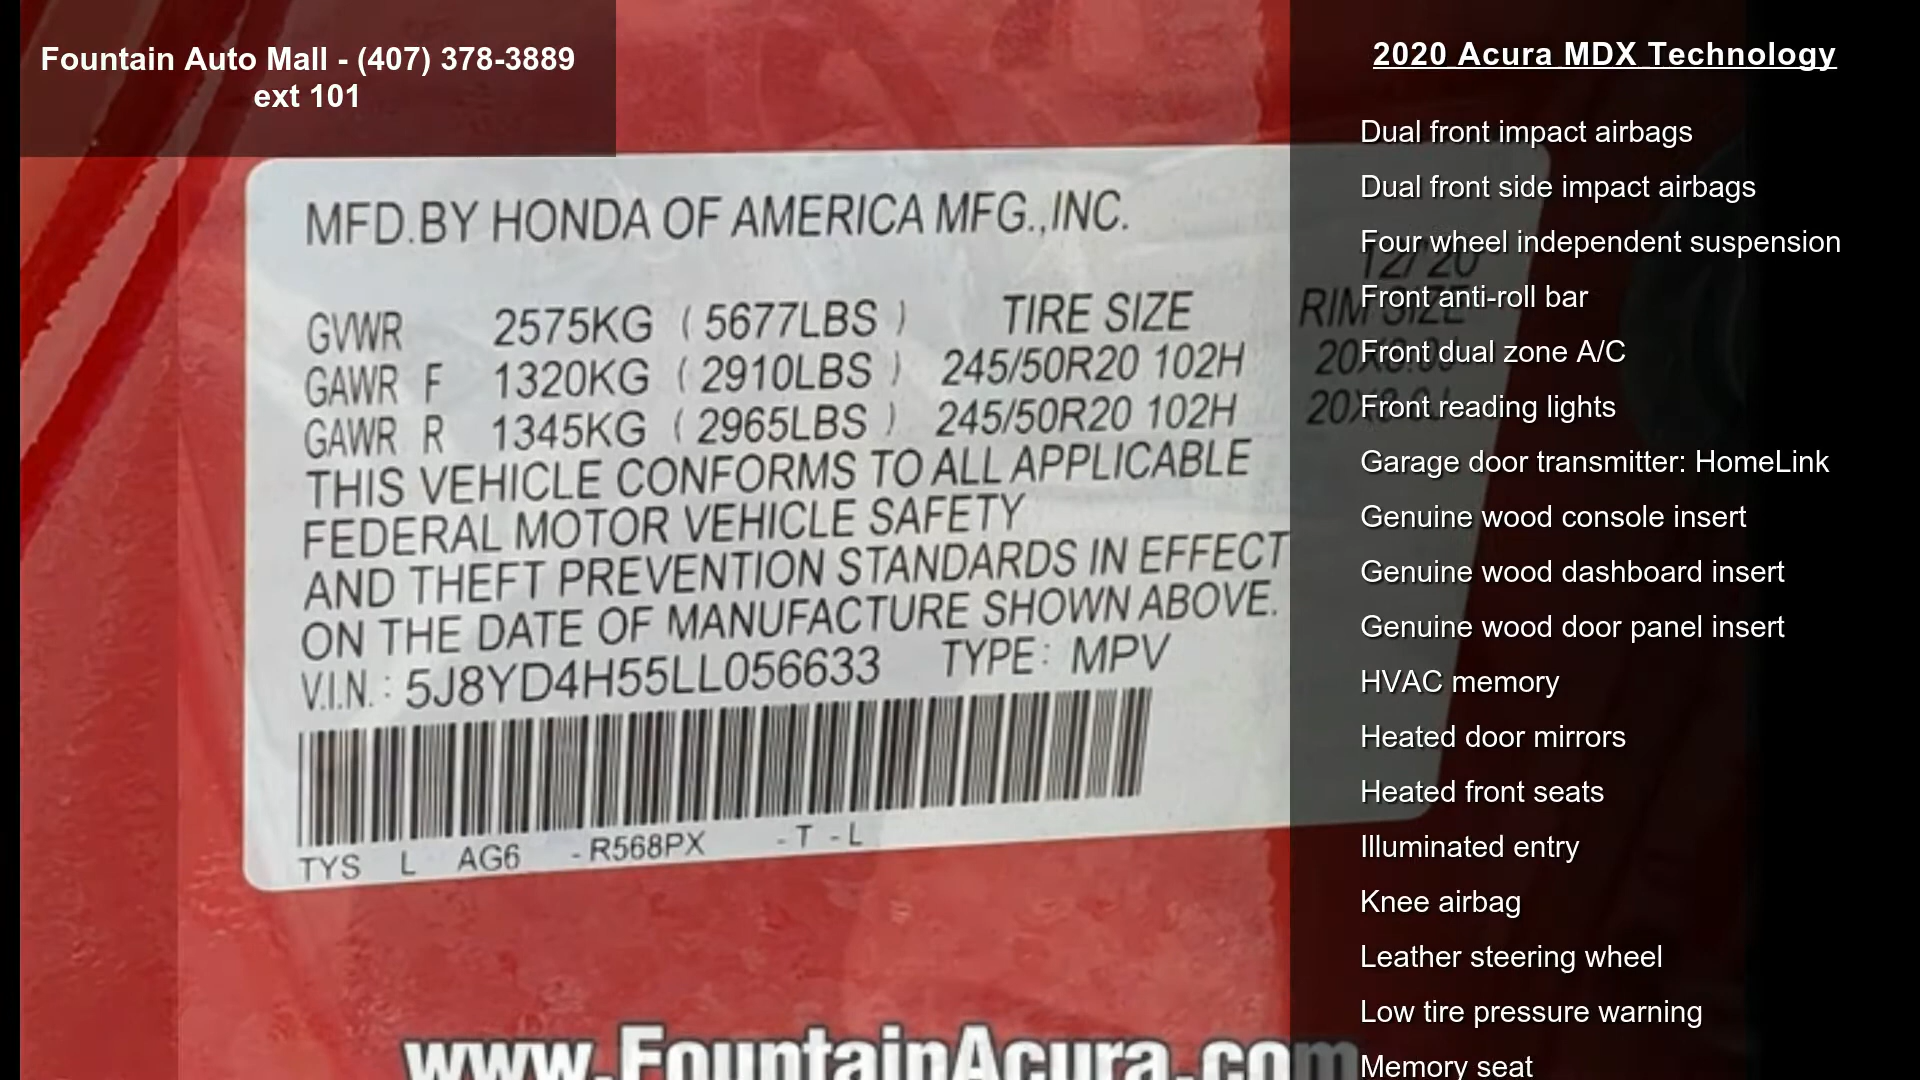 Fountain Auto Mall - (407) 378-3889
ext 101
2020 Acura MDX Technology
Dual front impact airbags
Dual front side impact airbags
Four wheel independent suspension
Front anti-roll bar
Front dual zone A/C
Front reading lights
Garage door transmitter: HomeLink
Genuine wood console insert
Genuine wood dashboard insert
Genuine wood door panel insert
HVAC memory
Heated door mirrors
Heated front seats
Illuminated entry
Knee airbag
Leather steering wheel
Low tire pressure warning
Memory seat
MFD.BY HONDA OF AMERICA MFG.,INC.
12/ 20
GVWR 2575KG ( 5677LBS ) TIRE SIZE RIM SIZE
GAWR F 1320KG ( 2910LBS ) 245/50R20 102H
GAWR R 1345KG ( 2965LBS ) 245/50R20 102H
THIS VEHICLE CONFORMS TO ALL APPLICABLE
FEDERAL MOTOR VEHICLE SAFETY
AND THEFT PREVENTION STANDARDS IN EFFECT
ON THE DATE OF MANUFACTURE SHOWN ABOVE.
V.I.N.: 5J8YD4H55LL056633 TYPE: MPV
TYS L AG6 - R568PX - T - L
www.FountainAcura.com